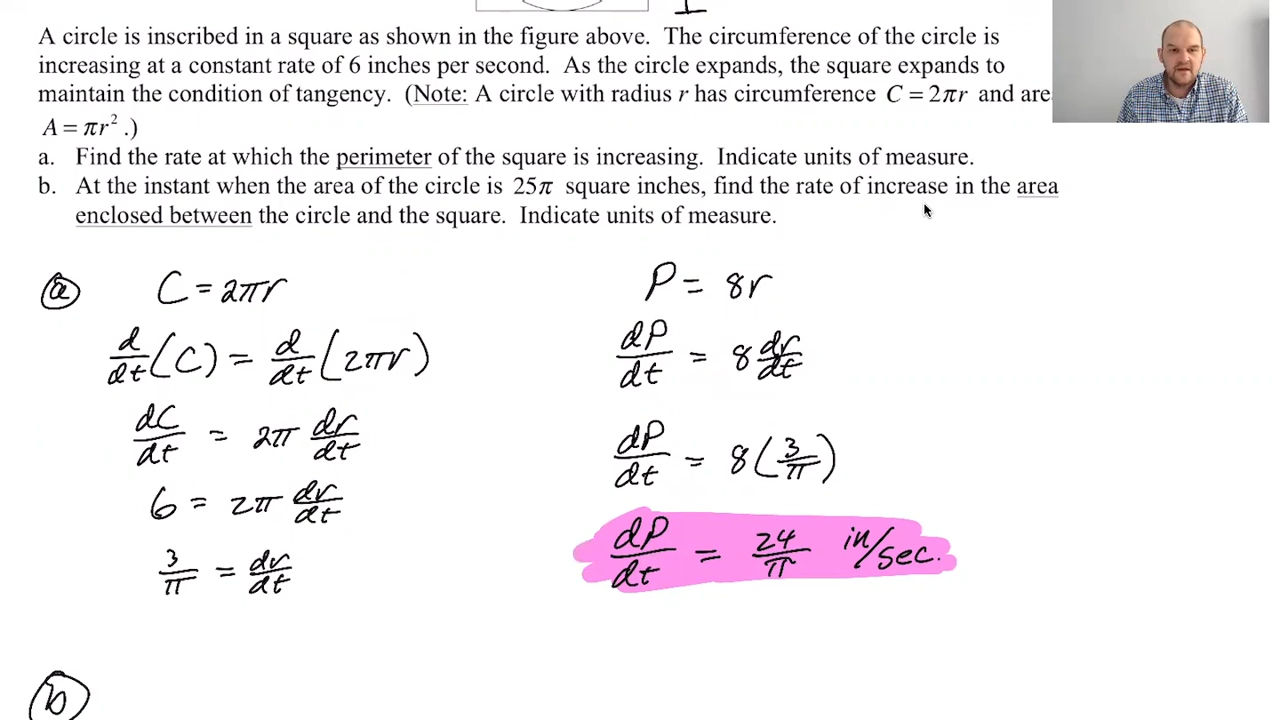 A circle is inscribed in a square as shown in the figure above. The circumference of the circle is
increasing at a constant rate of 6 inches per second. As the circle expands, the square expands to
maintain the condition of tangency. (Note: A circle with radius r has circumference C = 2πr and are
A = πr² .)
a. Find the rate at which the perimeter of the square is increasing. Indicate units of measure.
b. At the instant when the area of the circle is 25π square inches, find the rate of increase in the area
enclosed between the circle and the square. Indicate units of measure.
ⓐ C = 2πr
d/dt (C) = d/dt (2πr)
dC/dt = 2π dr/dt
6 = 2π dr/dt
3/π = dr/dt
P = 8r
dP/dt = 8 dr/dt
dP/dt = 8(3/π)
dP/dt = 24/π in/sec.
ⓑ